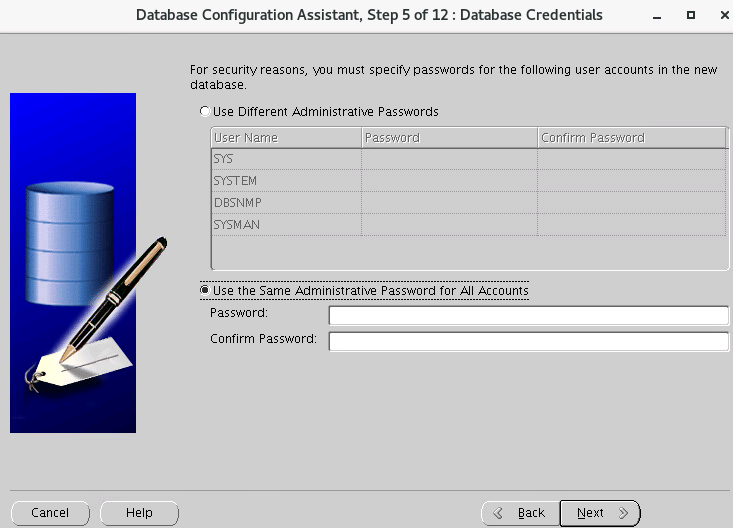 Database Configuration Assistant, Step 5 of 12 : Database Credentials
For security reasons, you must specify passwords for the following user accounts in the new
database.
Use Different Administrative Passwords
User Name Password Confirm Password
SYS
SYSTEM
DBSNMP
SYSMAN
Use the Same Administrative Password for All Accounts
Password:
Confirm Password:
Cancel Help Back Next